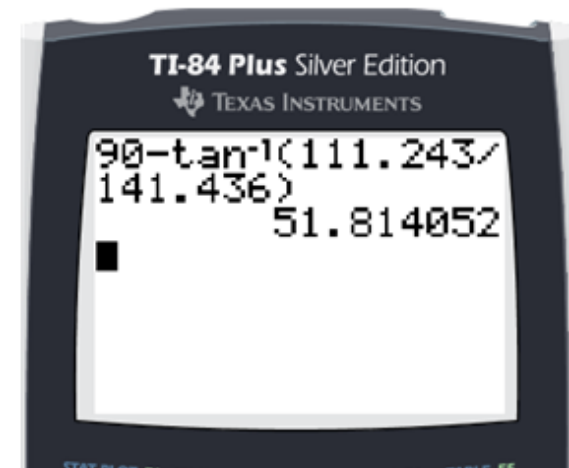 TI-84 Plus Silver Edition
TEXAS INSTRUMENTS
90-tan⁻¹(111.243/
141.436)
51.814052